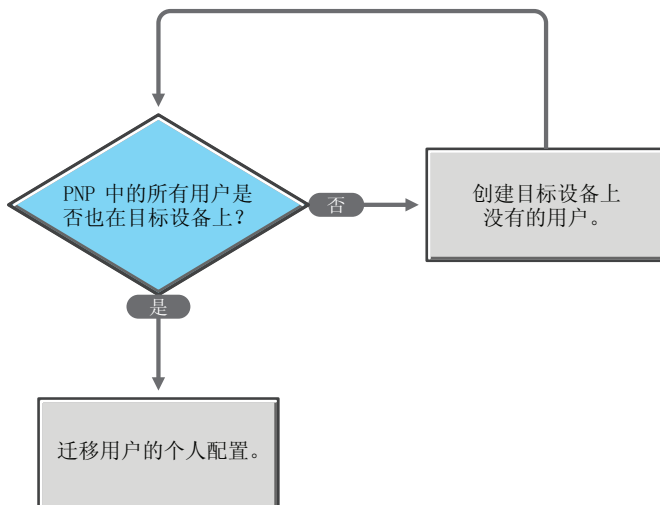 PNP 中的所有用户是
否也在目标设备上?
否
创建目标设备上
没有的用户。
是
迁移用户的个人配置。